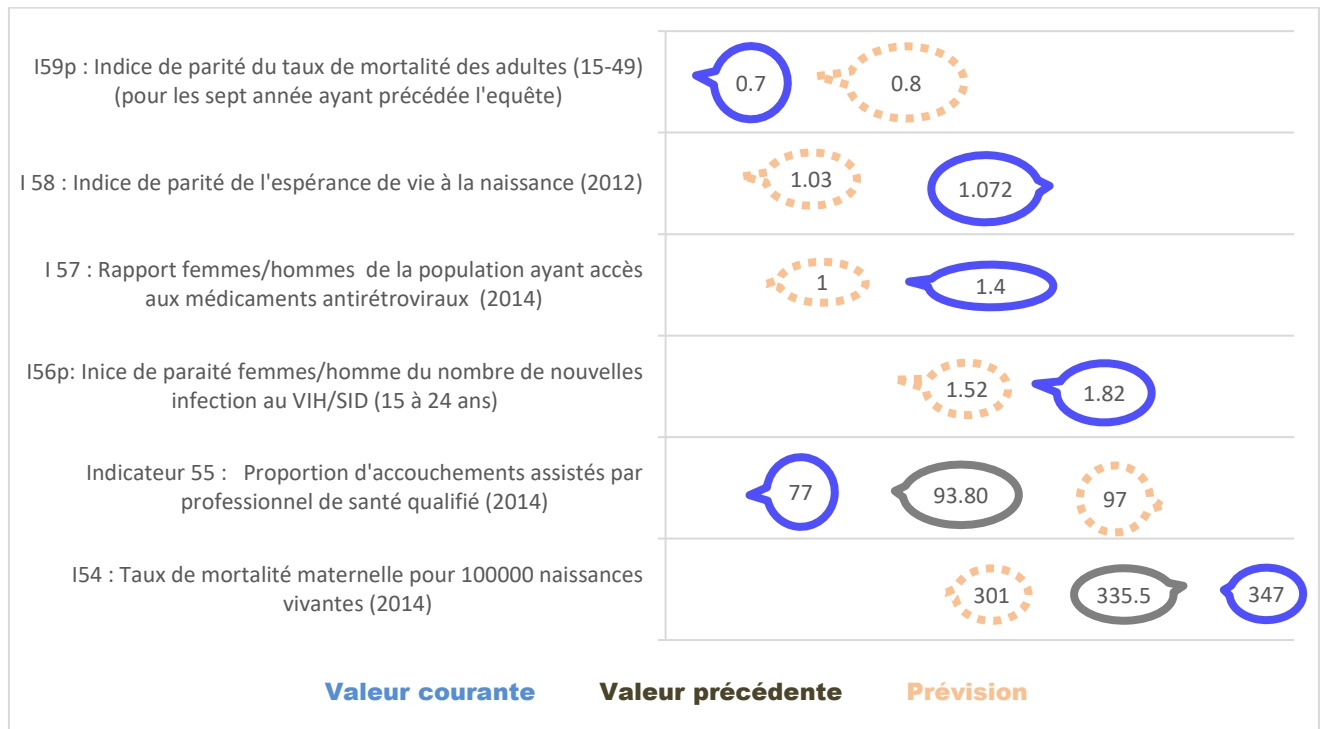 I59p : Indice de parité du taux de mortalité des adultes (15-49)
(pour les sept année ayant précédée l'equête)
0.7
0.8
I 58 : Indice de parité de l'espérance de vie à la naissance (2012)
1.03
1.072
I 57 : Rapport femmes/hommes de la population ayant accès
aux médicaments antirétroviraux (2014)
1
1.4
I56p: Inice de paraité femmes/homme du nombre de nouvelles
infection au VIH/SID (15 à 24 ans)
1.52
1.82
Indicateur 55 : Proportion d'accouchements assistés par
professionnel de santé qualifié (2014)
77
93.80
97
I54 : Taux de mortalité maternelle pour 100000 naissances
vivantes (2014)
301
335.5
347
Valeur courante Valeur précédente Prévision